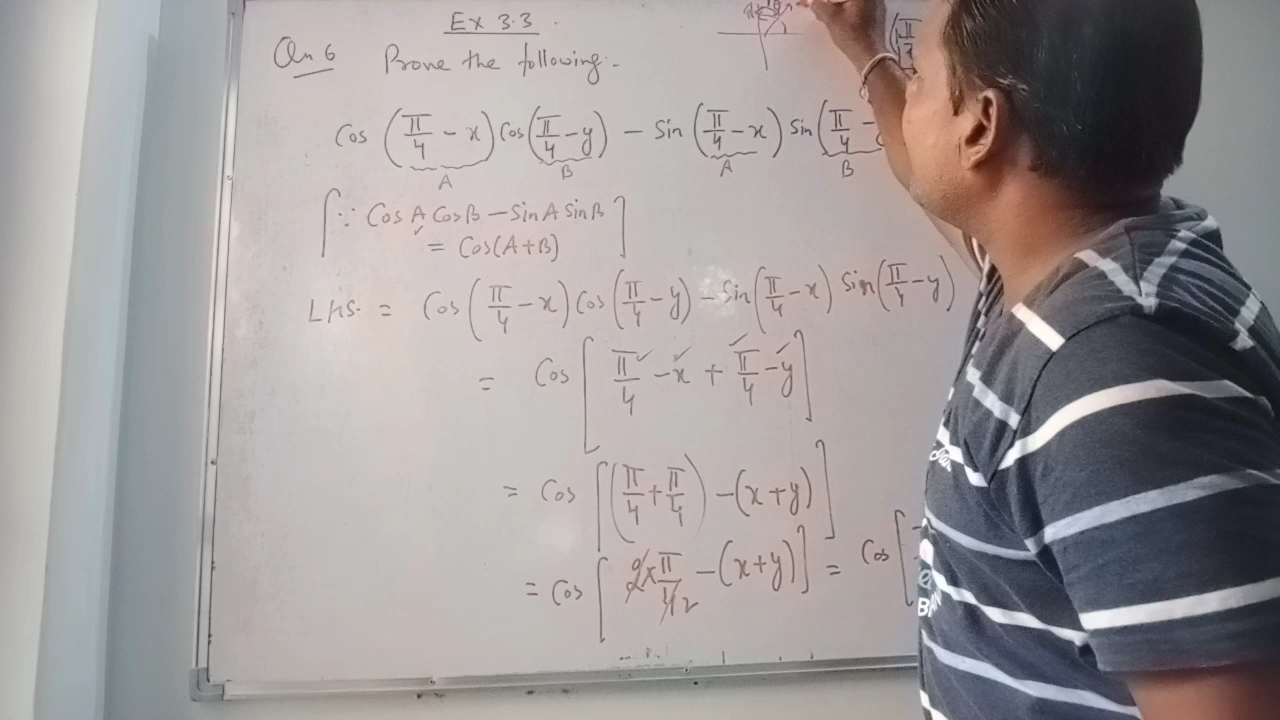 Ex 3.3.
Qn 6 Prove the following:-
Cos (π/4 - x) Cos (π/4 - y) - Sin (π/4 - x) Sin (π/4 -
A B A B
[∵ Cos A Cos B - Sin A Sin B
= Cos(A+B)]
LHS. = Cos (π/4 - x) Cos (π/4 - y) - Sin (π/4 - x) Sin (π/4 - y)
= Cos [π/4 - x + π/4 - y]
= Cos [(π/4 + π/4) - (x+y)]
= Cos [2×π/4 2 - (x+y)] = Cos [